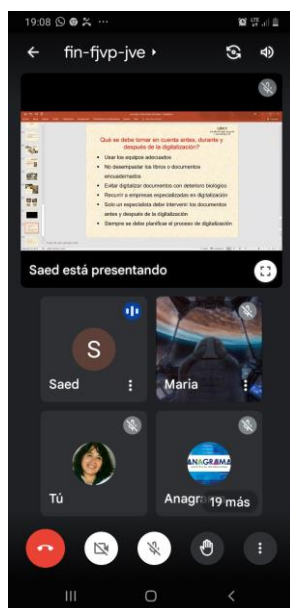 19:08
fin-fjvp-jve
Qué se debe tomar en cuenta antes, durante y
después de la digitalización?
• Usar los equipos adecuados
• No desempastar los libros o documentos
encuadernados
• Evitar digitalizar documentos con deterioro biológico
• Recurrir a empresas especializadas en digitalización
• Solo un especialista debe intervenir los documentos
antes y después de la digitalización
• Siempre se debe planificar el proceso de digitalización
Saed está presentando
S
Saed
Maria
ANAGRAMA
Tú
Anagr
19 más